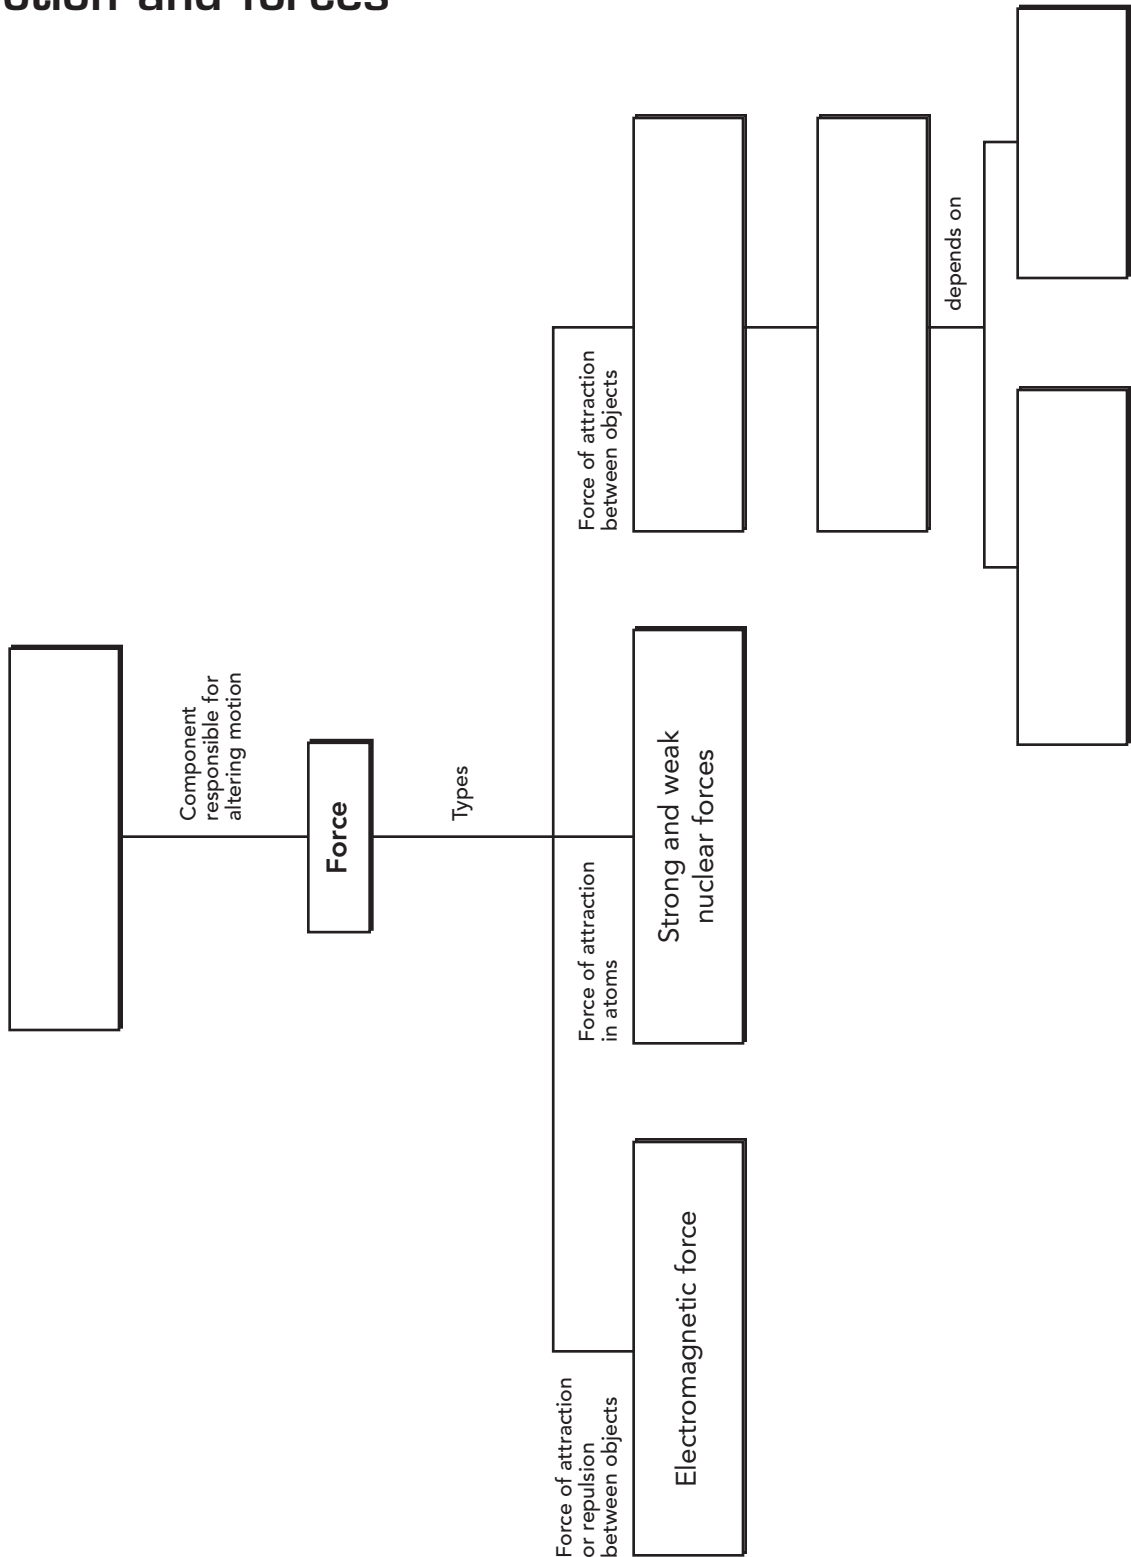 otion and forces
Component
responsible for
altering motion
Force
Types
Force of attraction
or repulsion
between objects
Electromagnetic force
Force of attraction
in atoms
Strong and weak
nuclear forces
Force of attraction
between objects
depends on